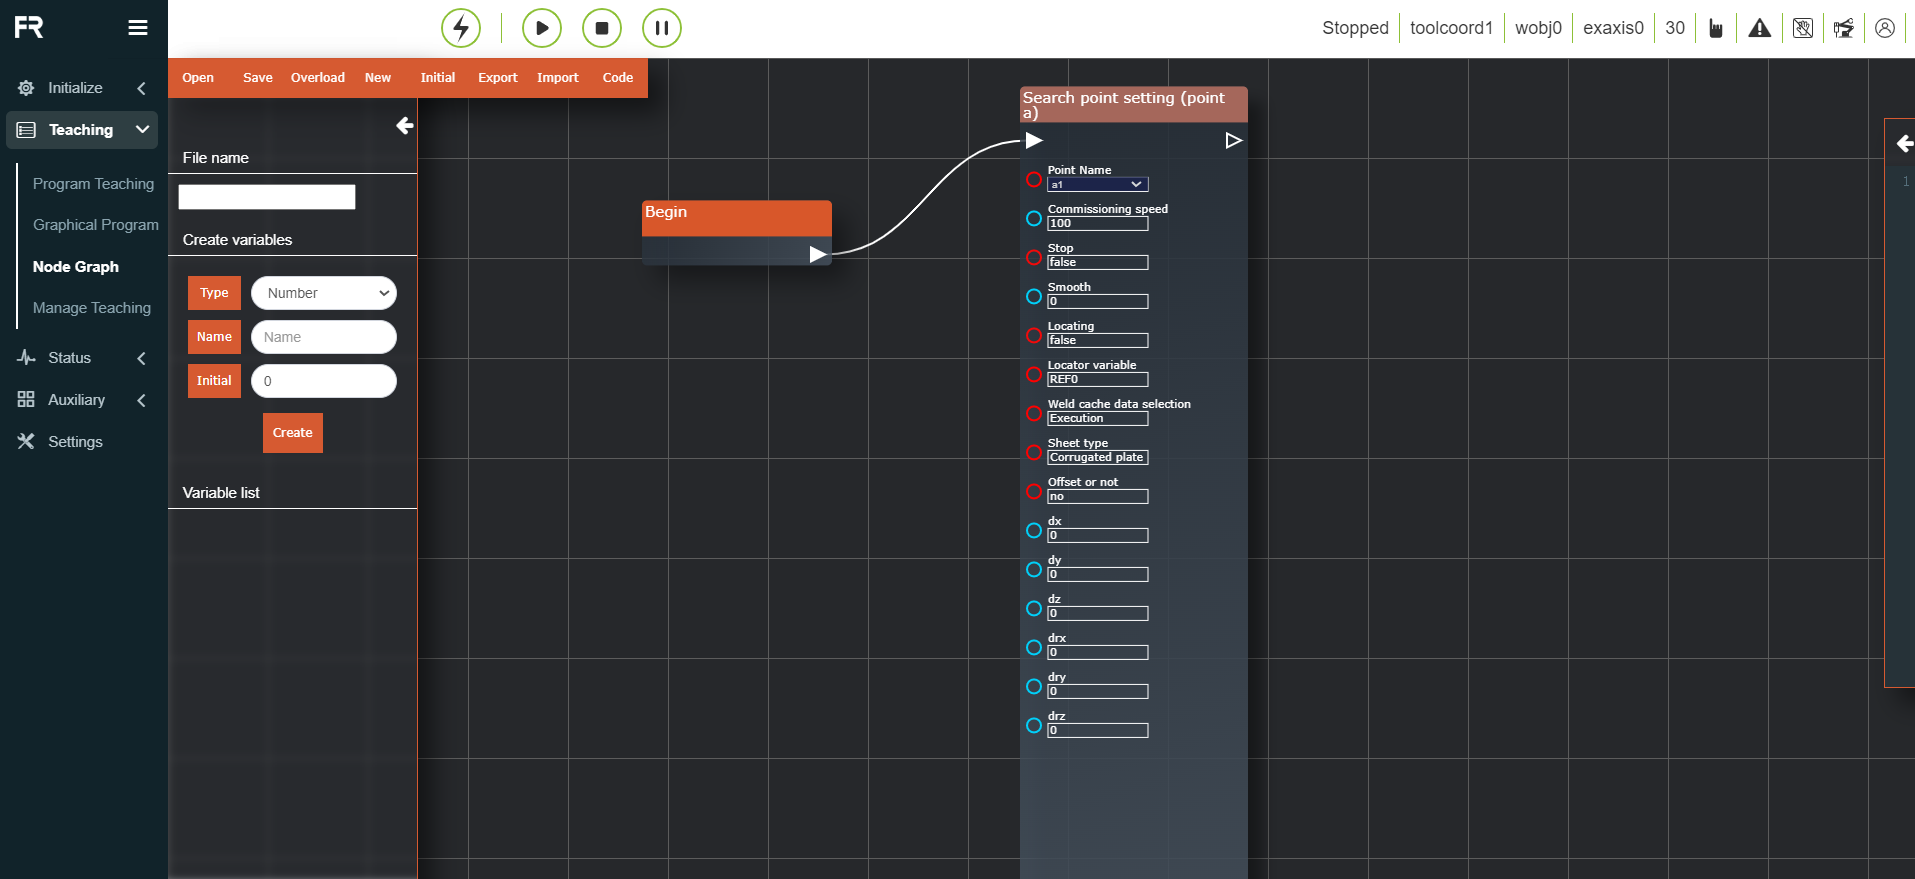 FR
Stopped
toolcoord1
wobj0
exaxis0
30
Open Save Overload New Initial Export Import Code
Initialize
Teaching
Program Teaching
Graphical Program
Node Graph
Manage Teaching
Status
Auxiliary
Settings
File name
Create variables
Type Number
Name Name
Initial 0
Create
Variable list
Begin
Search point setting (point
a)
Point Name
a1
Commissioning speed
100
Stop
false
Smooth
0
Locating
false
Locator variable
REF0
Weld cache data selection
Execution
Sheet type
Corrugated plate
Offset or not
no
dx
0
dy
0
dz
0
drx
0
dry
0
drz
0
1